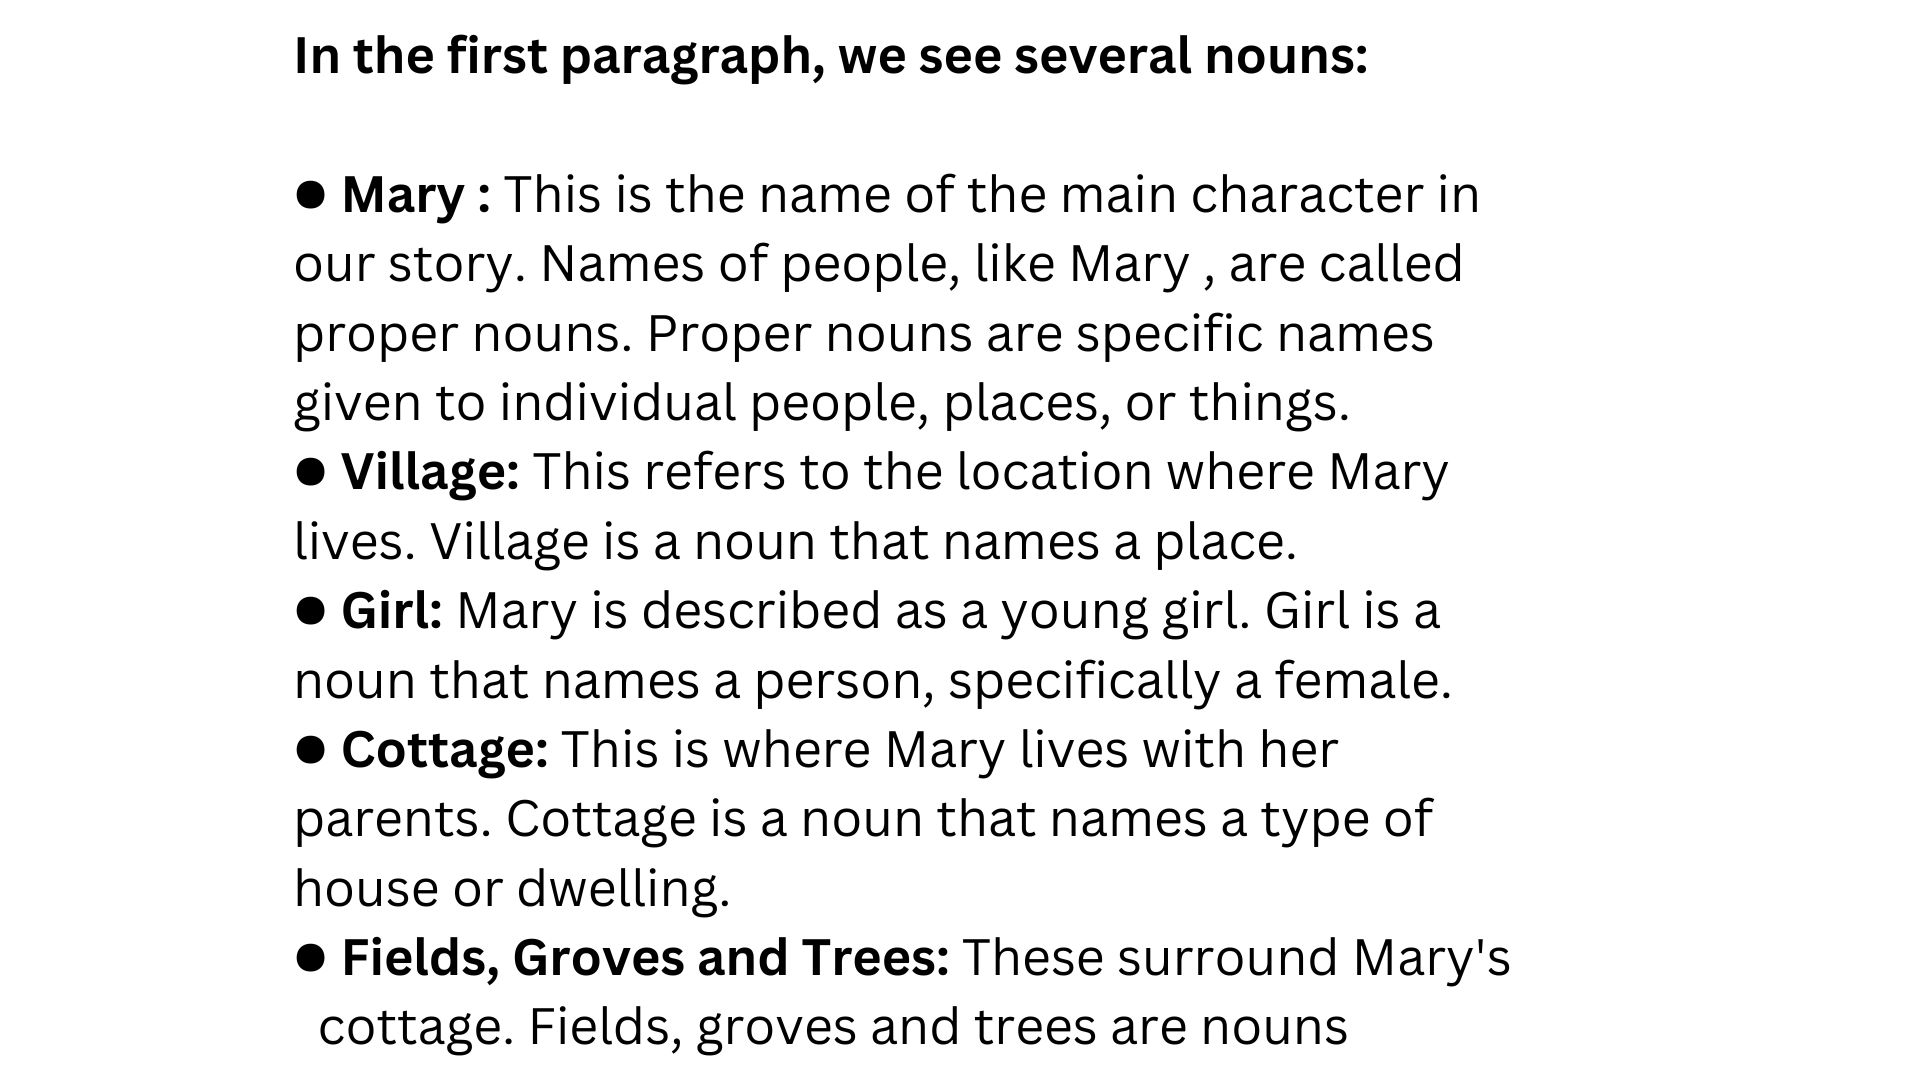 In the first paragraph, we see several nouns:
● Mary : This is the name of the main character in
our story. Names of people, like Mary , are called
proper nouns. Proper nouns are specific names
given to individual people, places, or things.
● Village: This refers to the location where Mary
lives. Village is a noun that names a place.
● Girl: Mary is described as a young girl. Girl is a
noun that names a person, specifically a female.
● Cottage: This is where Mary lives with her
parents. Cottage is a noun that names a type of
house or dwelling.
● Fields, Groves and Trees: These surround Mary's
cottage. Fields, groves and trees are nouns